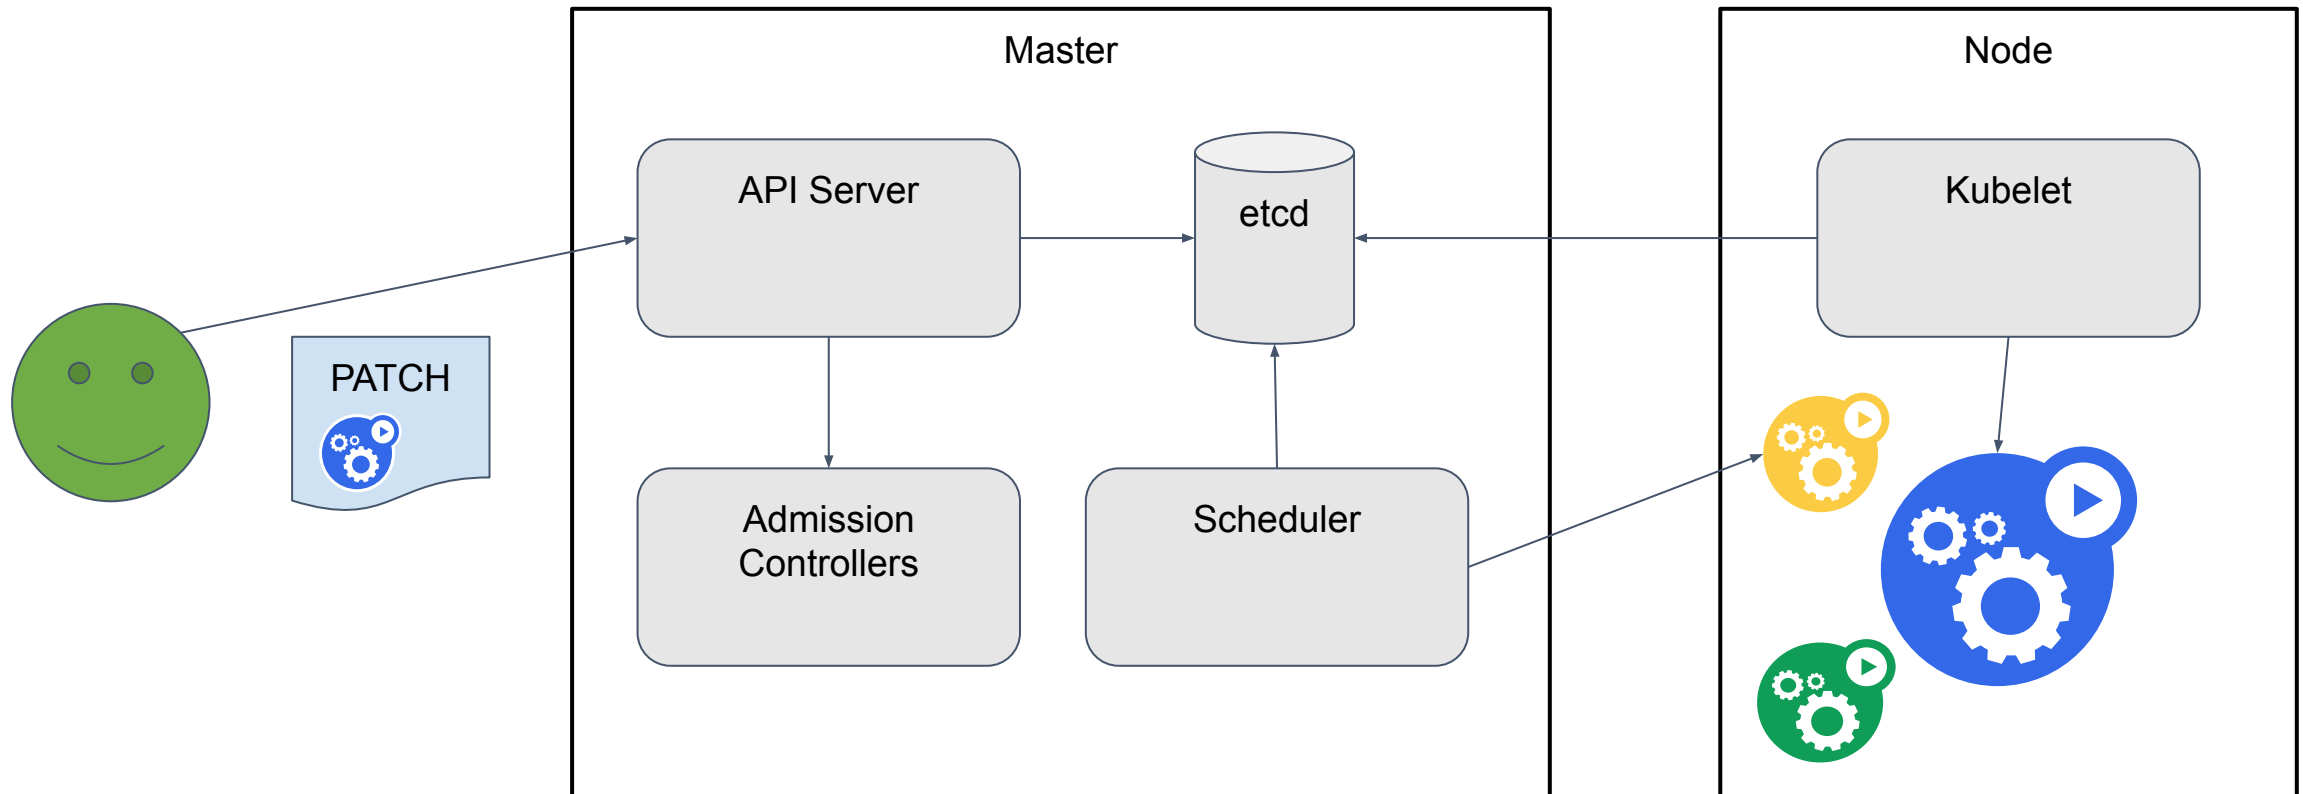 Master
Node
API Server
etcd
Kubelet
PATCH
Admission
Controllers
Scheduler